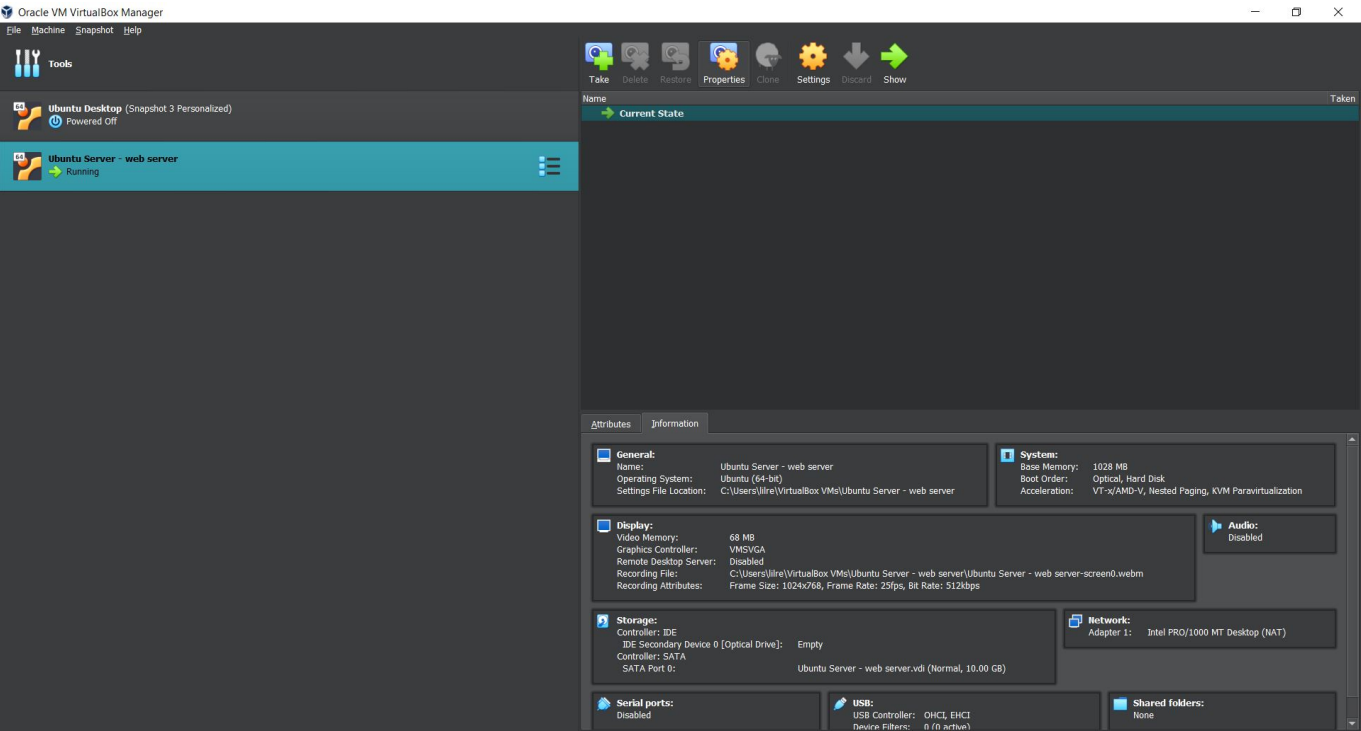 Oracle VM VirtualBox Manager
File Machine Snapshot Help
Tools
64 Ubuntu Desktop (Snapshot 3 Personalized)
Powered Off
64 Ubuntu Server - web server
Running
Take Delete Restore Properties Clone Settings Discard Show
Name Taken
Current State
Attributes Information
General:
Name: Ubuntu Server - web server
Operating System: Ubuntu (64-bit)
Settings File Location: C:\Users\lilre\VirtualBox VMs\Ubuntu Server - web server
System:
Base Memory: 1028 MB
Boot Order: Optical, Hard Disk
Acceleration: VT-x/AMD-V, Nested Paging, KVM Paravirtualization
Display:
Video Memory: 68 MB
Graphics Controller: VMSVGA
Remote Desktop Server: Disabled
Recording File: C:\Users\lilre\VirtualBox VMs\Ubuntu Server - web server\Ubuntu Server - web server-screen0.webm
Recording Attributes: Frame Size: 1024x768, Frame Rate: 25fps, Bit Rate: 512kbps
Audio:
Disabled
Storage:
Controller: IDE
IDE Secondary Device 0 [Optical Drive]: Empty
Controller: SATA
SATA Port 0: Ubuntu Server - web server.vdi (Normal, 10.00 GB)
Network:
Adapter 1: Intel PRO/1000 MT Desktop (NAT)
Serial ports:
Disabled
USB:
USB Controller: OHCI, EHCI
Device Filters: 0 (0 active)
Shared folders:
None